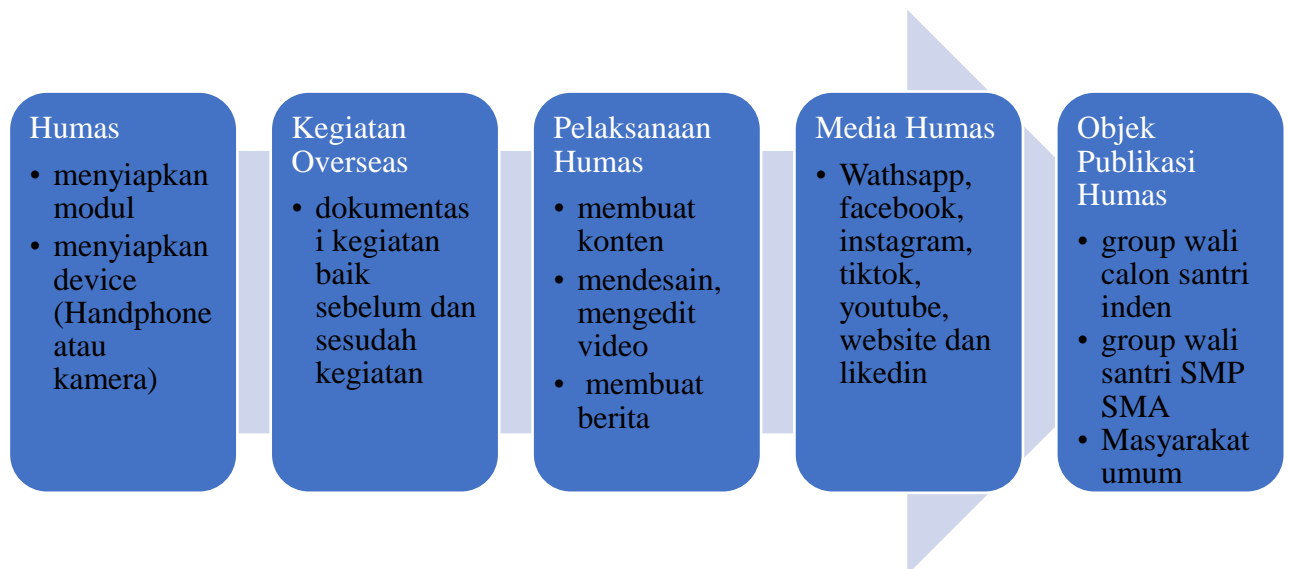 Humas
• menyiapkan
modul
• menyiapkan
device
(Handphone
atau
kamera)
Kegiatan
Overseas
• dokumentas
i kegiatan
baik
sebelum dan
sesudah
kegiatan
Pelaksanaan
Humas
• membuat
konten
• mendesain,
mengedit
video
• membuat
berita
Media Humas
• Wathsapp,
facebook,
instagram,
tiktok,
youtube,
website dan
likedin
Objek
Publikasi
Humas
• group wali
calon santri
inden
• group wali
santri SMP
SMA
• Masyarakat
umum